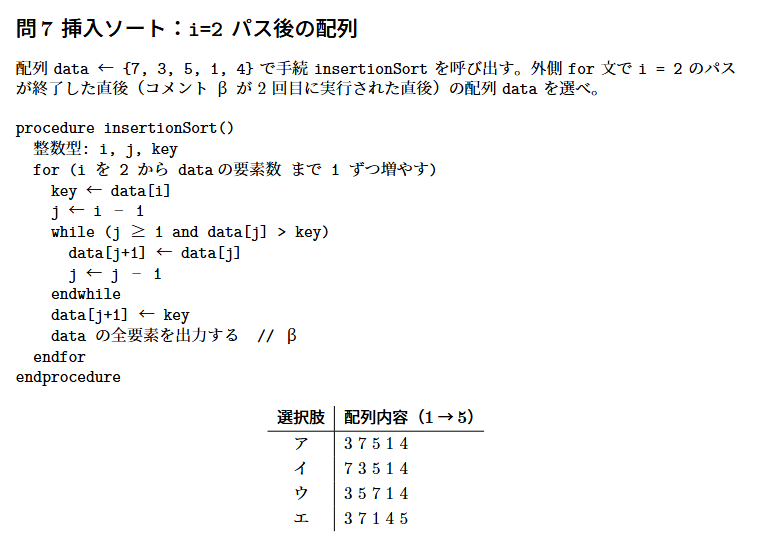 問7 挿入ソート：i=2 パス後の配列
配列 data ← {7, 3, 5, 1, 4} で手続 insertionSort を呼び出す。外側 for 文で i = 2 のパス
が終了した直後（コメント β が 2 回目に実行された直後）の配列 data を選べ。
procedure insertionSort()
整数型: i, j, key
for (i を 2 から dataの要素数 まで 1 ずつ増やす)
key ← data[i]
j ← i − 1
while (j ≥ 1 and data[j] > key)
data[j+1] ← data[j]
j ← j − 1
endwhile
data[j+1] ← key
data の全要素を出力する // β
endfor
endprocedure
選択肢 配列内容（1→5）
ア 3 7 5 1 4
イ 7 3 5 1 4
ウ 3 5 7 1 4
エ 3 7 1 4 5